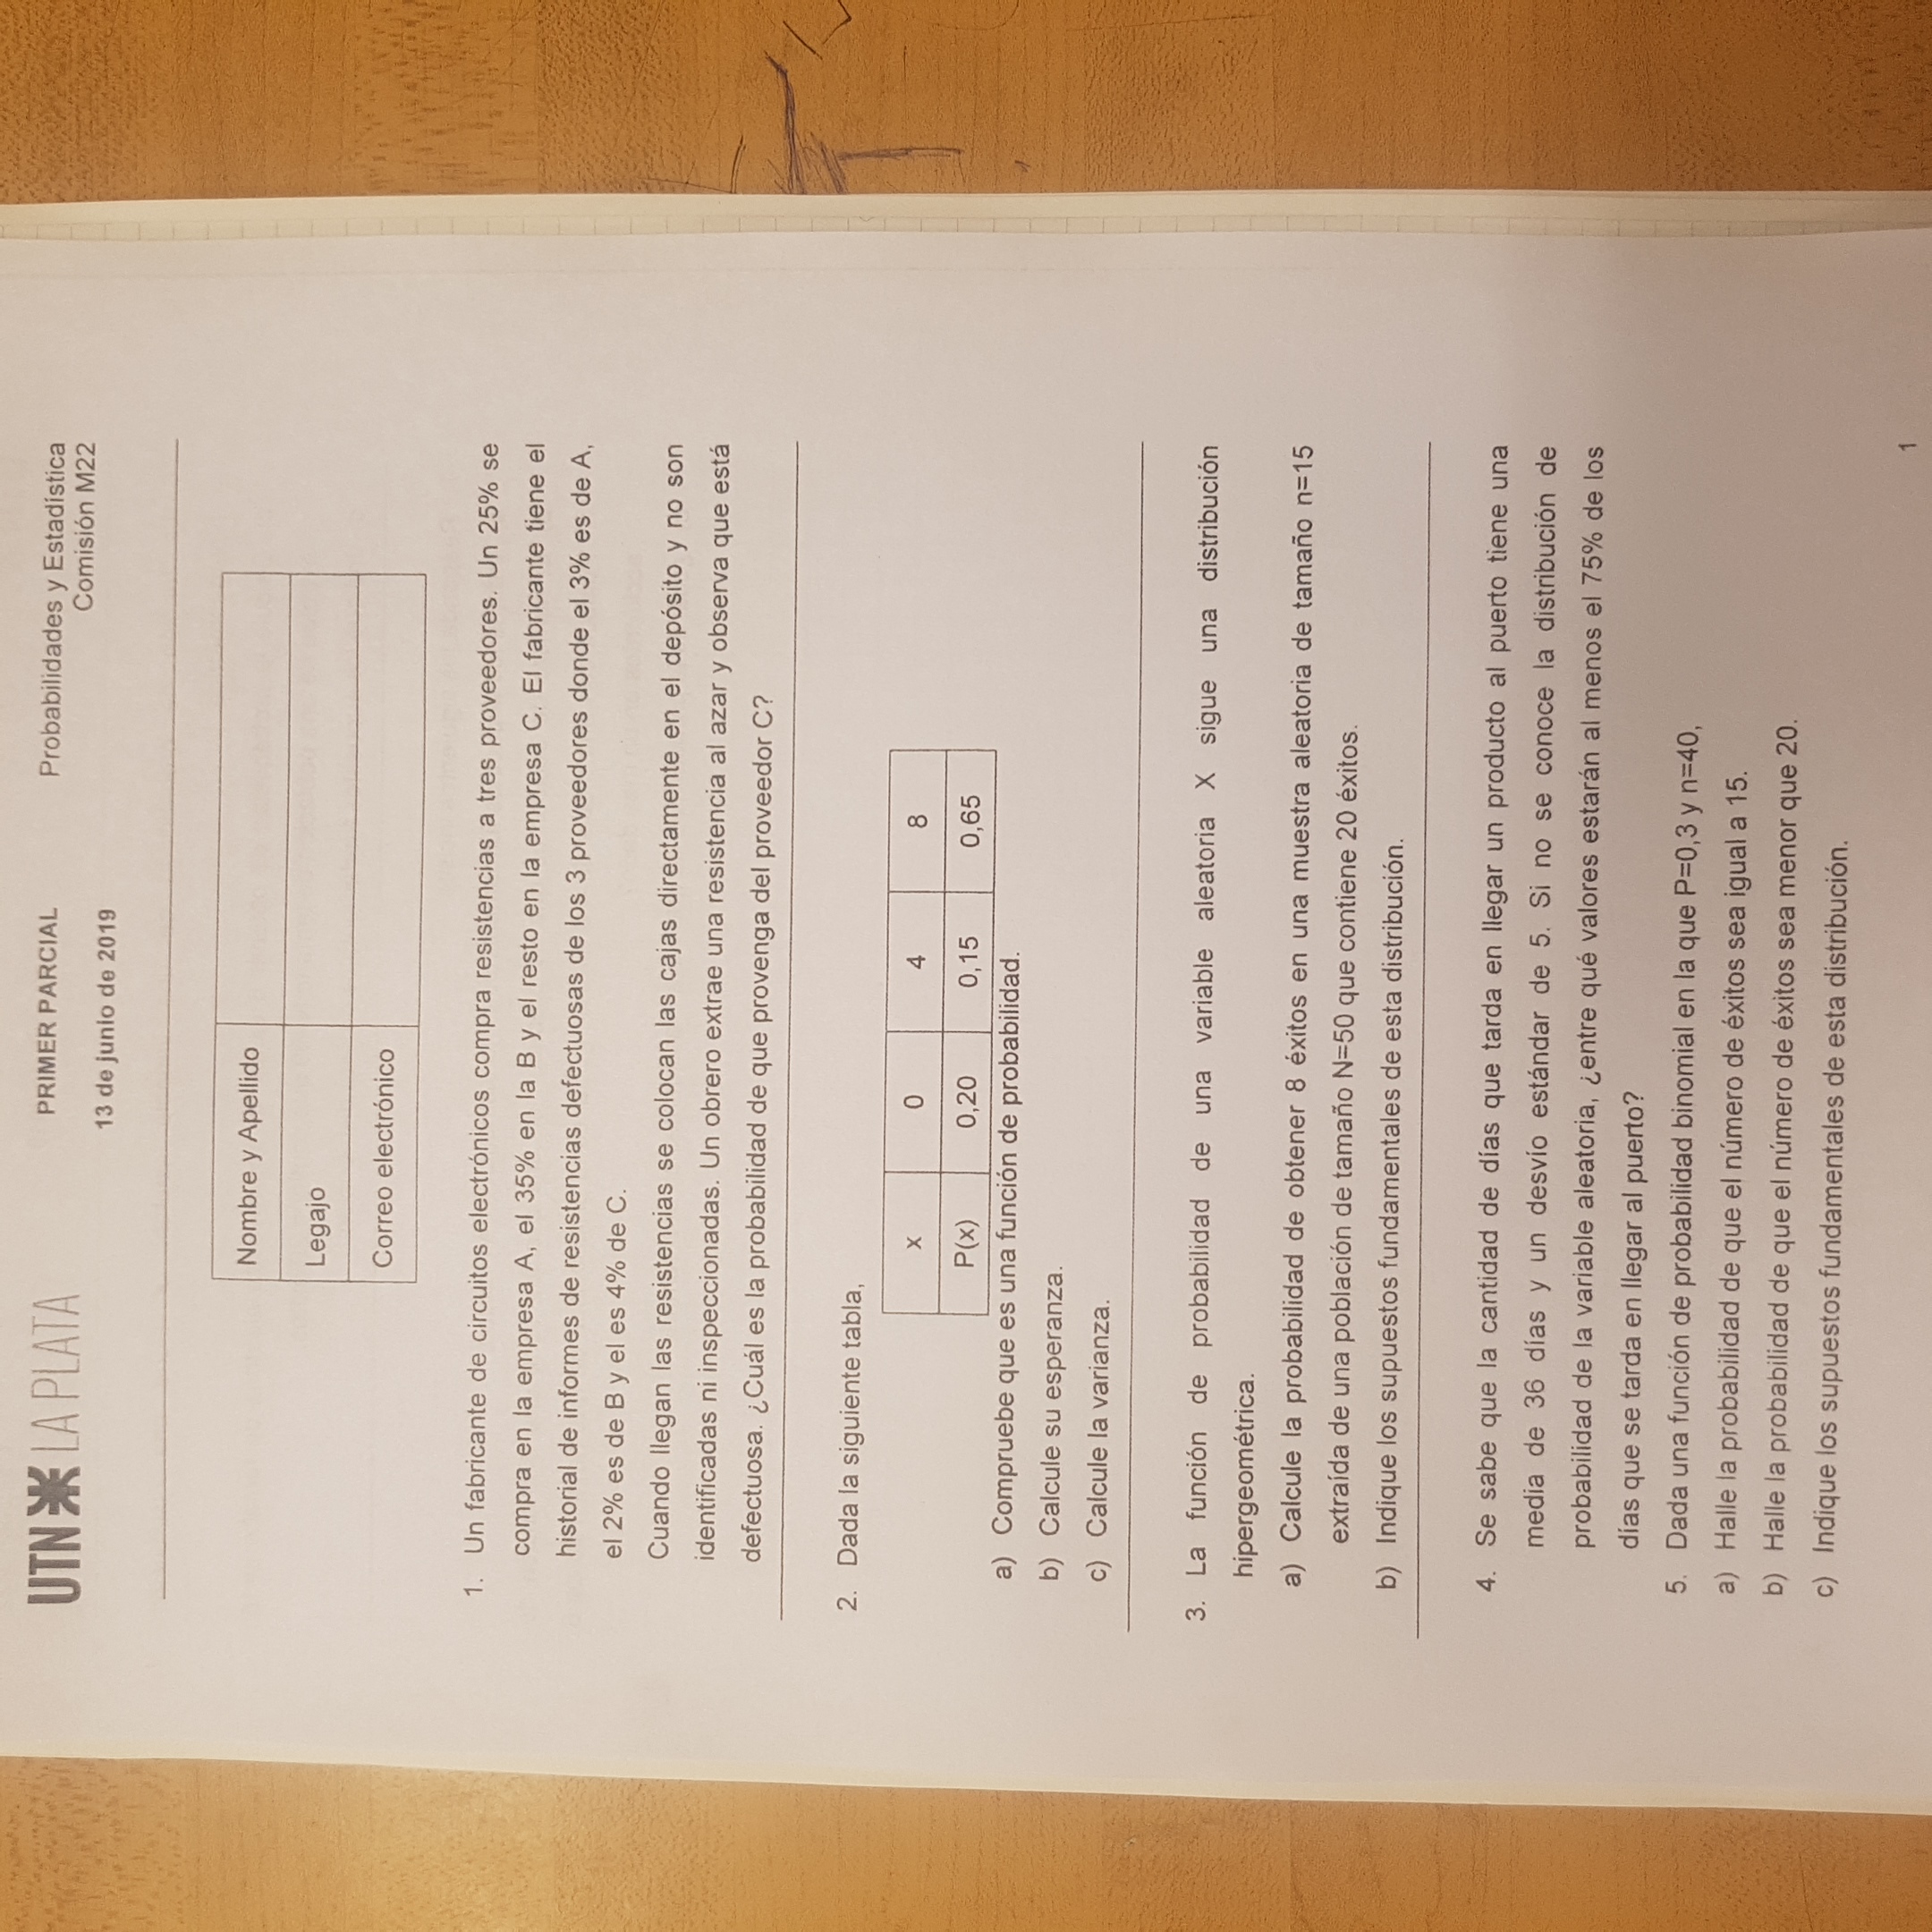 UTN LA PLATA
PRIMER PARCIAL
13 de junio de 2019
Probabilidades y Estadística
Comisión M22
Nombre y Apellido
Legajo
Correo electrónico
1. Un fabricante de circuitos electrónicos compra resistencias a tres proveedores. Un 25% se
compra en la empresa A, el 35% en la B y el resto en la empresa C. El fabricante tiene el
historial de informes de resistencias defectuosas de los 3 proveedores donde el 3% es de A,
el 2% es de B y el es 4% de C.
Cuando llegan las resistencias se colocan las cajas directamente en el depósito y no son
identificadas ni inspeccionadas. Un obrero extrae una resistencia al azar y observa que está
defectuosa. ¿Cuál es la probabilidad de que provenga del proveedor C?
2. Dada la siguiente tabla,
x 0 4 8
P(x) 0,20 0,15 0,65
a) Compruebe que es una función de probabilidad.
b) Calcule su esperanza.
c) Calcule la varianza.
3. La función de probabilidad de una variable aleatoria X sigue una distribución
hipergeométrica.
a) Calcule la probabilidad de obtener 8 éxitos en una muestra aleatoria de tamaño n=15
extraída de una población de tamaño N=50 que contiene 20 éxitos.
b) Indique los supuestos fundamentales de esta distribución.
4. Se sabe que la cantidad de días que tarda en llegar un producto al puerto tiene una
media de 36 días y un desvío estándar de 5. Si no se conoce la distribución de
probabilidad de la variable aleatoria, ¿entre qué valores estarán al menos el 75% de los
días que se tarda en llegar al puerto?
5. Dada una función de probabilidad binomial en la que P=0,3 y n=40,
a) Halle la probabilidad de que el número de éxitos sea igual a 15.
b) Halle la probabilidad de que el número de éxitos sea menor que 20.
c) Indique los supuestos fundamentales de esta distribución.
1